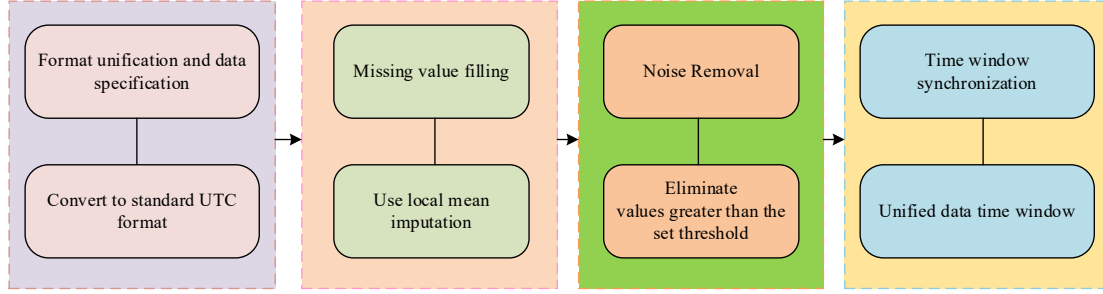 Format unification and data
specification
Convert to standard UTC
format
Missing value filling
Use local mean
imputation
Noise Removal
Eliminate
values greater than the
set threshold
Time window
synchronization
Unified data time window